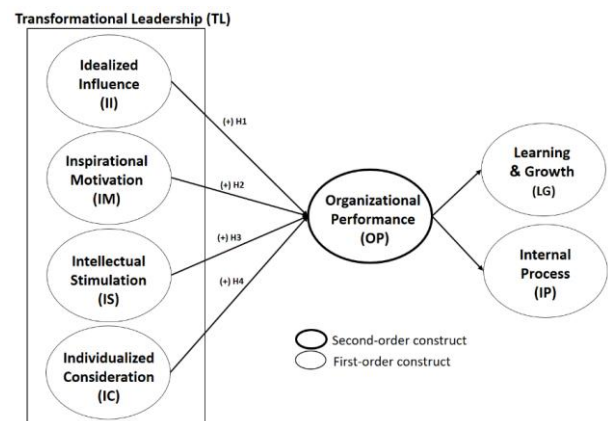 Transformational Leadership (TL)
Idealized
Influence
(II)
(+) H1
Inspirational
Motivation
(IM)
(+) H2
Intellectual
Stimulation
(IS)
(+) H3
Individualized
Consideration
(IC)
(+) H4
Organizational
Performance
(OP)
Learning
& Growth
(LG)
Internal
Process
(IP)
Second-order construct
First-order construct